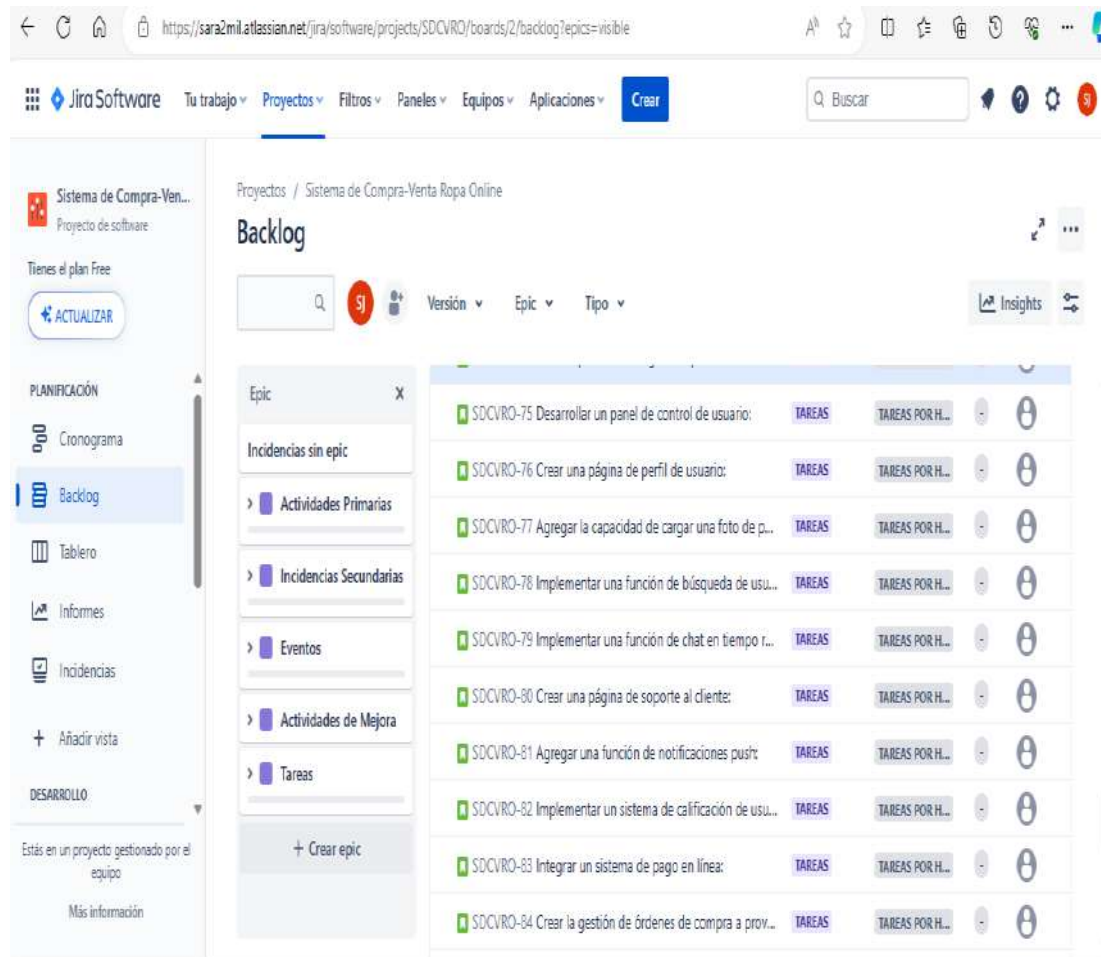 https://sara2mil.atlassian.net/jira/software/projects/SDCVRO/boards/2/backlog?epics=visible
Jira Software Tu trabajo Proyectos Filtros Paneles Equipos Aplicaciones Crear Buscar SJ
Sistema de Compra-Ven...
Proyecto de software
Tienes el plan Free
ACTUALIZAR
PLANIFICACIÓN
Cronograma
Backlog
Tablero
Informes
Incidencias
+ Añadir vista
DESARROLLO
Estás en un proyecto gestionado por el
equipo
Más información
Proyectos / Sistema de Compra-Venta Ropa Online
Backlog
SJ Versión Epic Tipo Insights
Epic X
Incidencias sin epic
Actividades Primarias
Incidencias Secundarias
Eventos
Actividades de Mejora
Tareas
+ Crear epic
SDCVRO-75 Desarrollar un panel de control de usuario: TAREAS TAREAS POR H... -
SDCVRO-76 Crear una página de perfil de usuario: TAREAS TAREAS POR H... -
SDCVRO-77 Agregar la capacidad de cargar una foto de p... TAREAS TAREAS POR H... -
SDCVRO-78 Implementar una función de búsqueda de usu... TAREAS TAREAS POR H... -
SDCVRO-79 Implementar una función de chat en tiempo r... TAREAS TAREAS POR H... -
SDCVRO-80 Crear una página de soporte al cliente: TAREAS TAREAS POR H... -
SDCVRO-81 Agregar una función de notificaciones push: TAREAS TAREAS POR H... -
SDCVRO-82 Implementar un sistema de calificación de usu... TAREAS TAREAS POR H... -
SDCVRO-83 Integrar un sistema de pago en línea: TAREAS TAREAS POR H... -
SDCVRO-84 Crear la gestión de órdenes de compra a prov... TAREAS TAREAS POR H... -